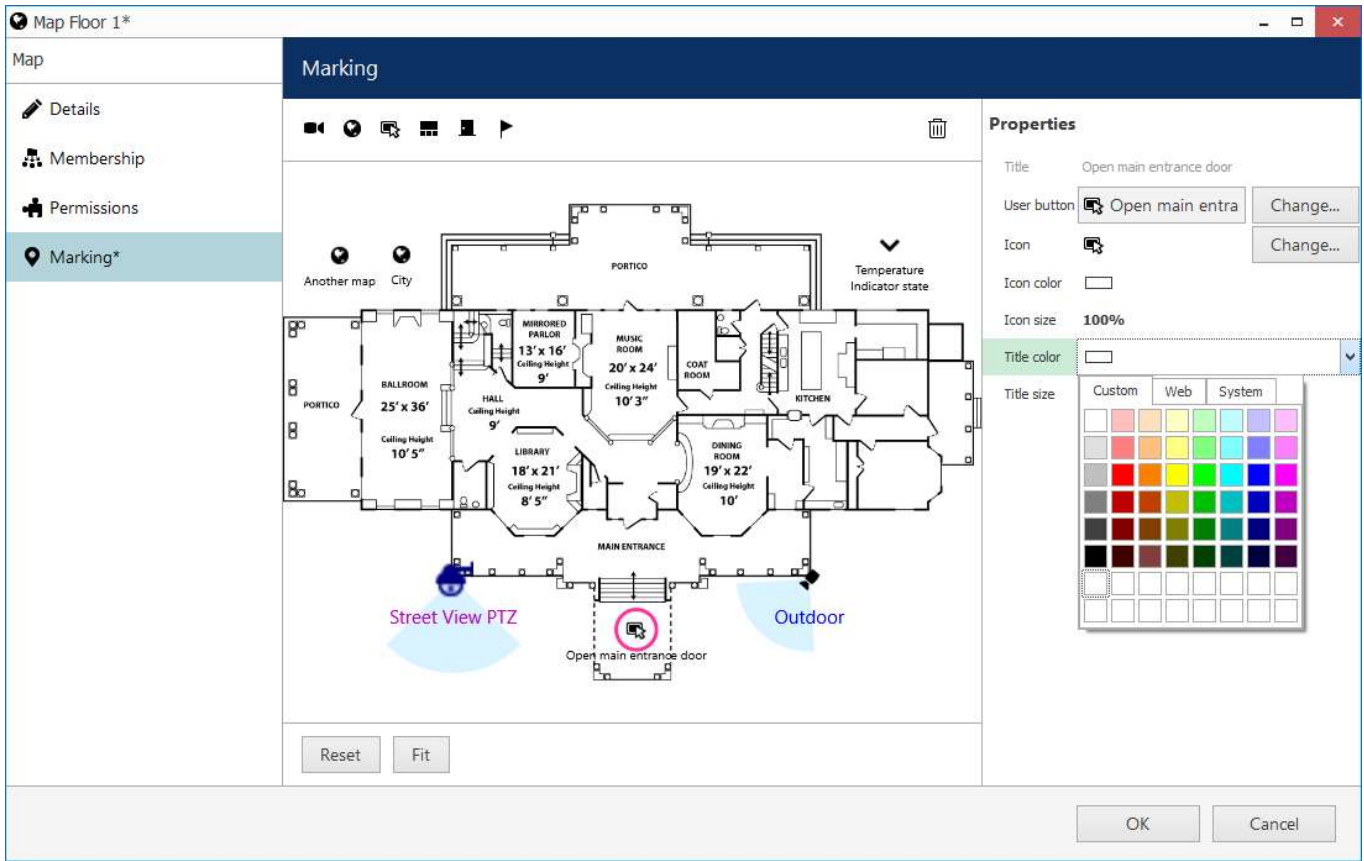 Map Floor 1*
Map
Details
Membership
Permissions
Marking*
Marking
Another map
City
Temperature
Indicator state
PORTICO
MIRRORED
PARLOR
13' x 16'
Ceiling Height
9'
MUSIC
ROOM
20' x 24'
Ceiling Height
10' 3"
COAT
ROOM
KITCHEN
PORTICO
BALLROOM
25' x 36'
Ceiling Height
10' 5"
HALL
Ceiling Height
9'
LIBRARY
18' x 21'
Ceiling Height
8' 5"
DINING
ROOM
19' x 22'
Ceiling Height
10'
MAIN ENTRANCE
Street View PTZ
Outdoor
Open main entrance door
Reset
Fit
Properties
Title Open main entrance door
User button Open main entra Change...
Icon Change...
Icon color
Icon size 100%
Title color
Title size
Custom Web System
OK
Cancel